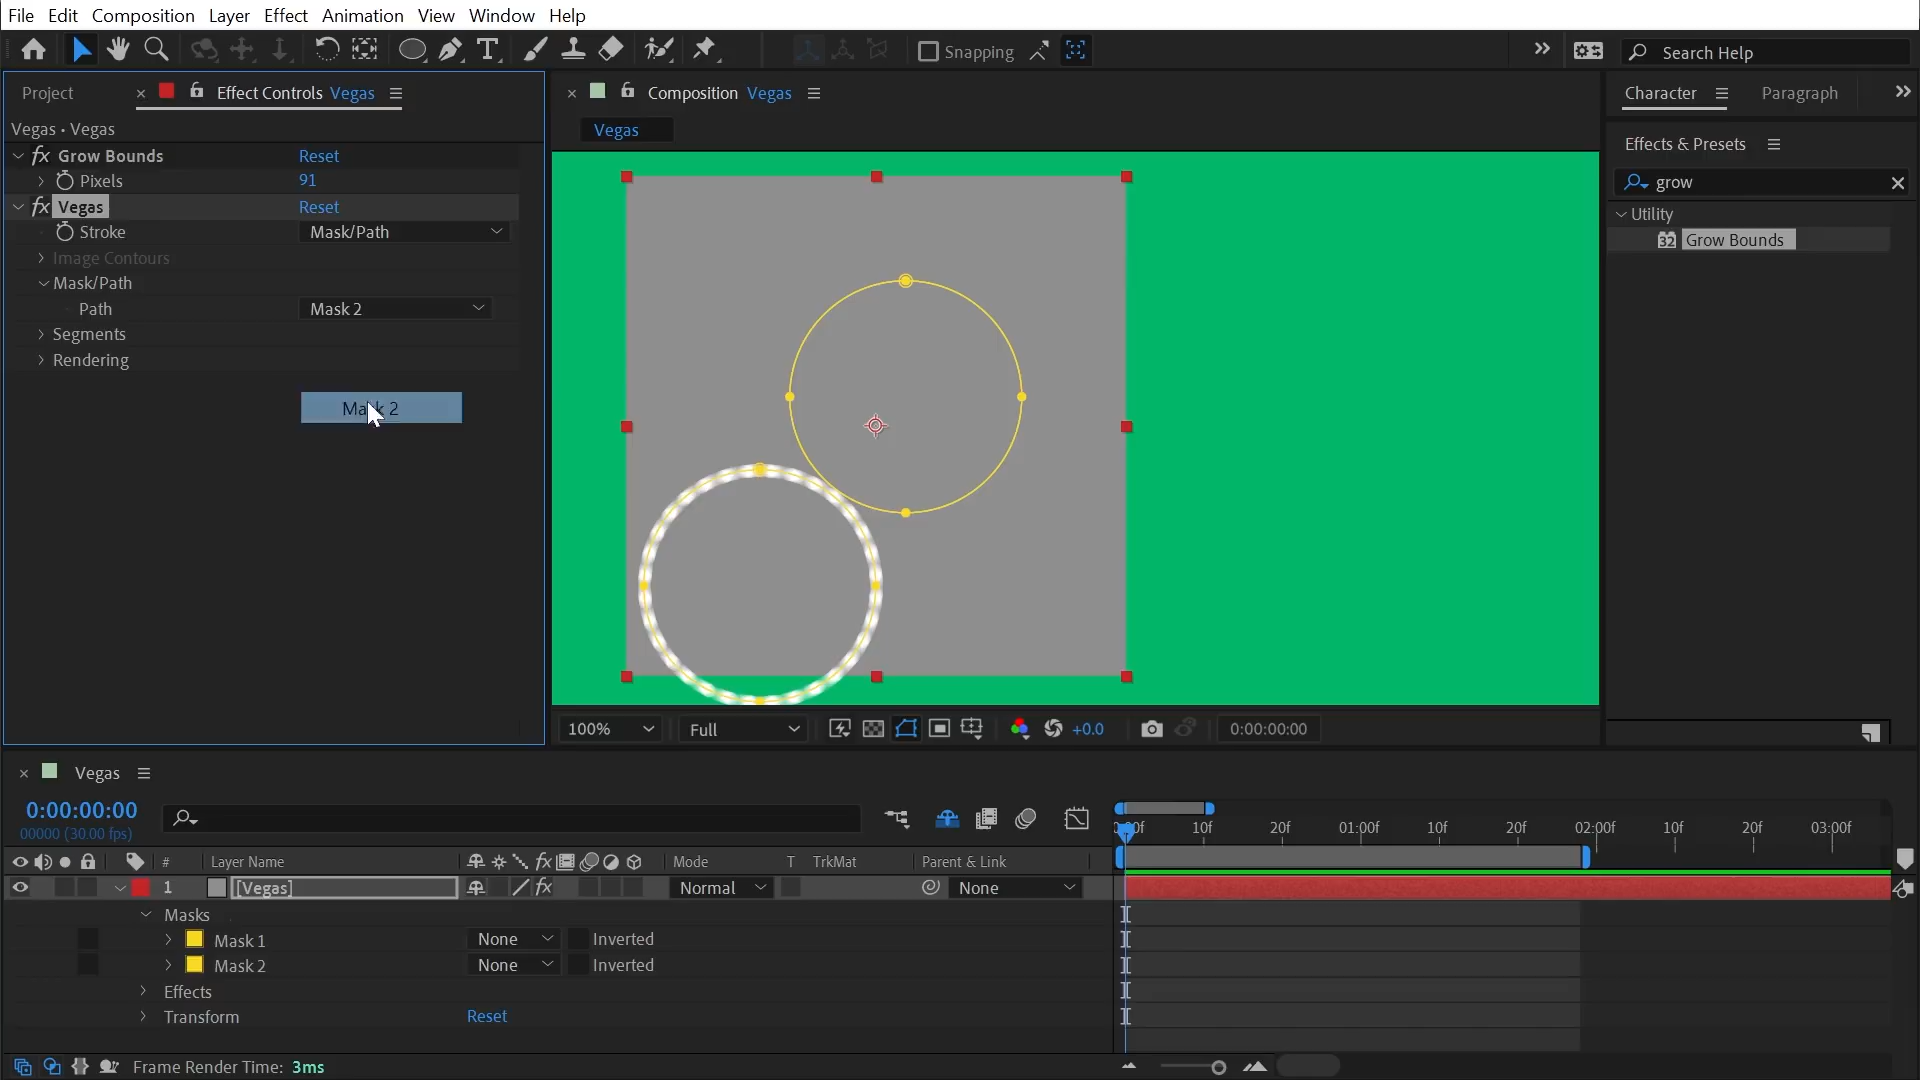 File Edit Composition Layer Effect Animation View Window Help
Snapping
Search Help
Project
Effect Controls Vegas
Vegas • Vegas
Grow Bounds Reset
Pixels 91
Vegas Reset
Stroke Mask/Path
Image Contours
Mask/Path
Path Mask 2
Segments
Rendering
Mask 2
Composition Vegas
Vegas
100% Full +0.0 0:00:00:00
Character Paragraph
Effects & Presets
grow
Utility
32 Grow Bounds
Vegas
0:00:00:00
00000 (30.00 fps)
10f 20f 01:00f 10f 20f 02:00f 10f 20f 03:00f
# Layer Name fx Mode T TrkMat Parent & Link
1 [Vegas] fx Normal None
Masks
Mask 1 None Inverted
Mask 2 None Inverted
Effects
Transform Reset
Frame Render Time: 3ms